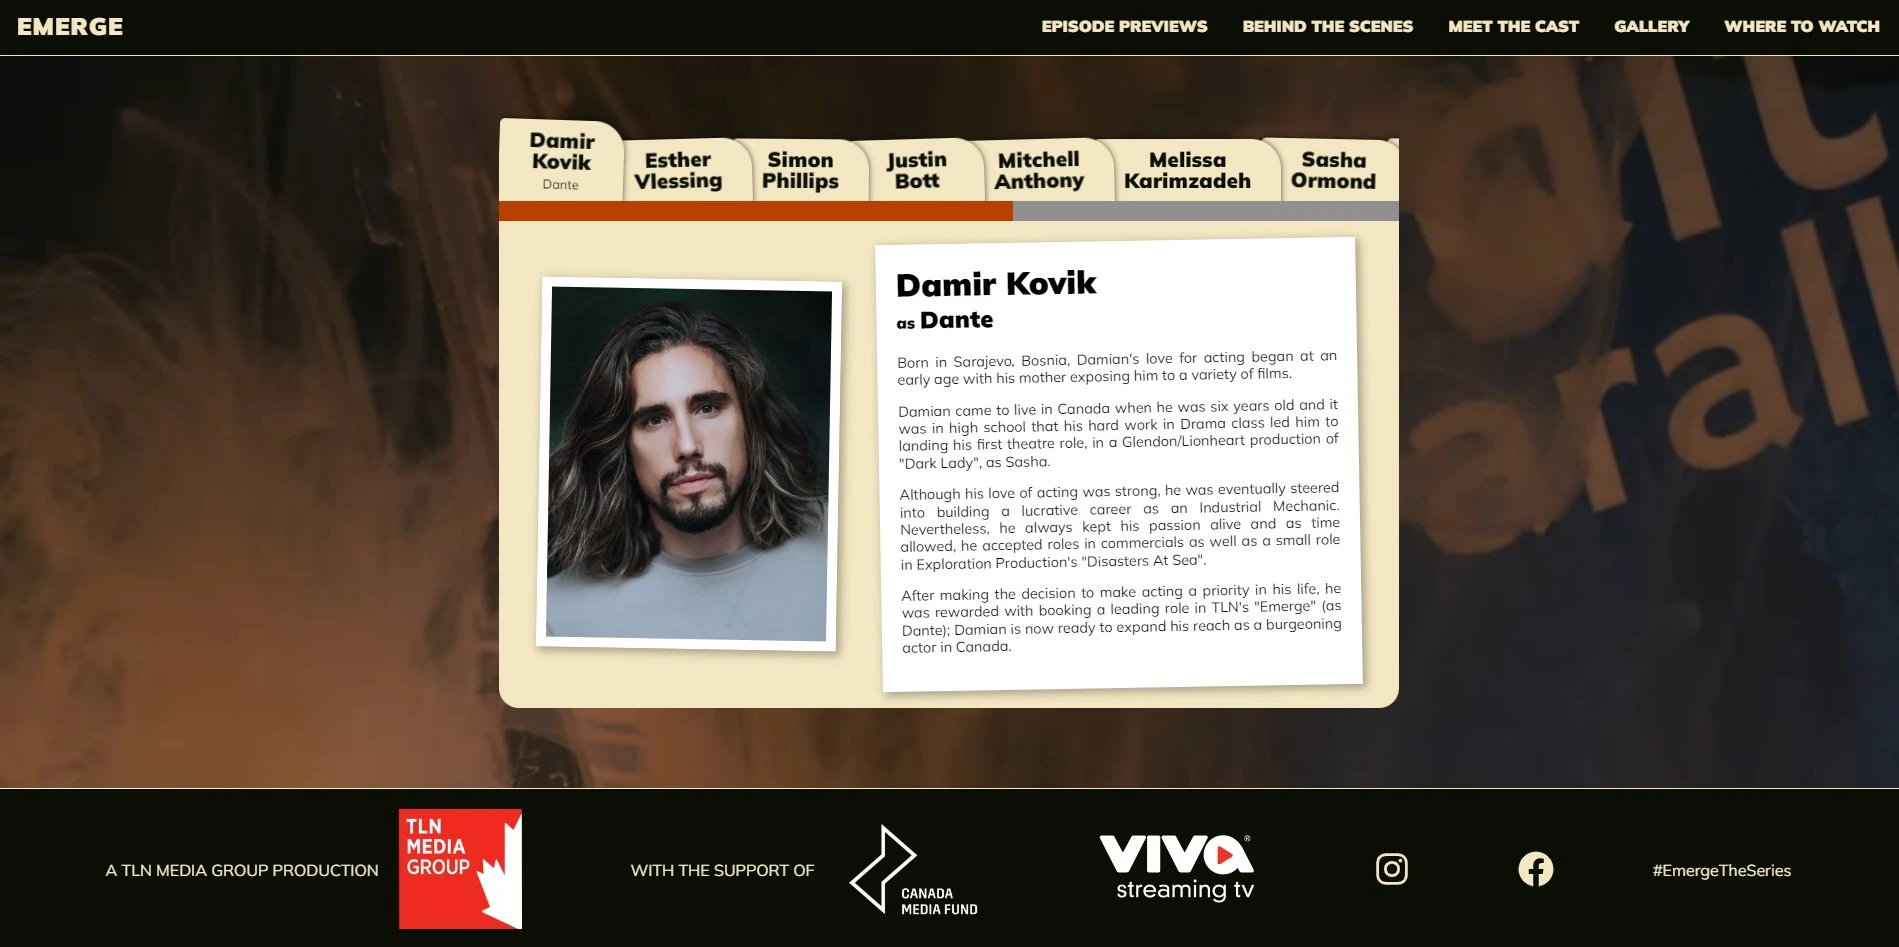 EMERGE
EPISODE PREVIEWS
BEHIND THE SCENES
MEET THE CAST
GALLERY
WHERE TO WATCH
Damir
Kovik
Dante
Esther
Vlessing
Simon
Phillips
Justin
Bott
Mitchell
Anthony
Melissa
Karimzadeh
Sasha
Ormond
Damir Kovik
as Dante
Born in Sarajevo, Bosnia, Damian's love for acting began at an
early age with his mother exposing him to a variety of films.
Damian came to live in Canada when he was six years old and it
was in high school that his hard work in Drama class led him to
landing his first theatre role, in a Glendon/Lionheart production of
"Dark Lady", as Sasha.
Although his love of acting was strong, he was eventually steered
into building a lucrative career as an Industrial Mechanic.
Nevertheless, he always kept his passion alive and as time
allowed, he accepted roles in commercials as well as a small role
in Exploration Production's "Disasters At Sea".
After making the decision to make acting a priority in his life, he
was rewarded with booking a leading role in TLN's "Emerge" (as
Dante); Damian is now ready to expand his reach as a burgeoning
actor in Canada.
A TLN MEDIA GROUP PRODUCTION
TLN
MEDIA
GROUP
WITH THE SUPPORT OF
CANADA
MEDIA FUND
VIVA®
streaming tv
#EmergeTheSeries